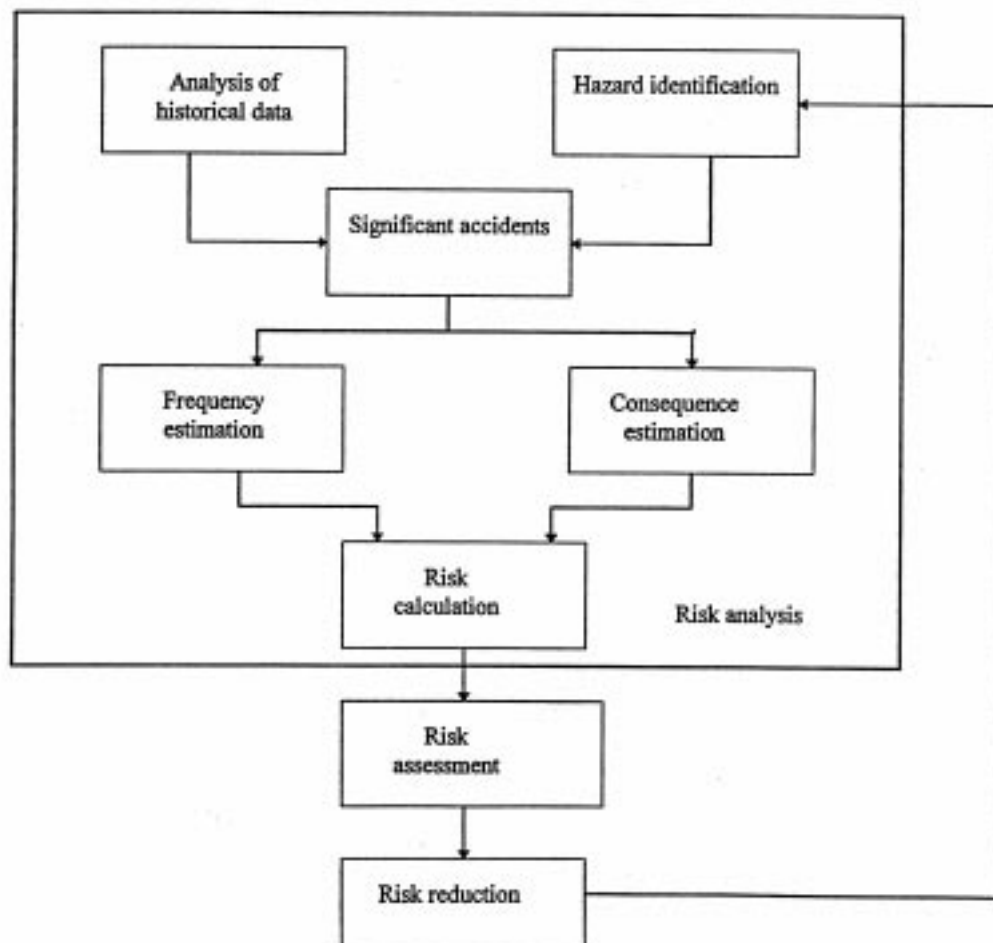 Analysis of
historical data
Hazard identification
Significant accidents
Frequency
estimation
Consequence
estimation
Risk
calculation
Risk analysis
Risk
assessment
Risk reduction